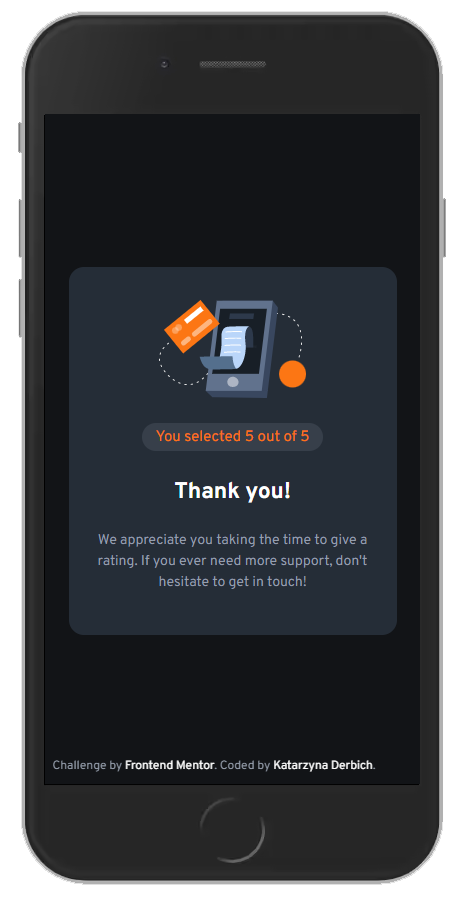 You selected 5 out of 5
Thank you!
We appreciate you taking the time to give a
rating. If you ever need more support, don't
hesitate to get in touch!
Challenge by Frontend Mentor. Coded by Katarzyna Derbich.